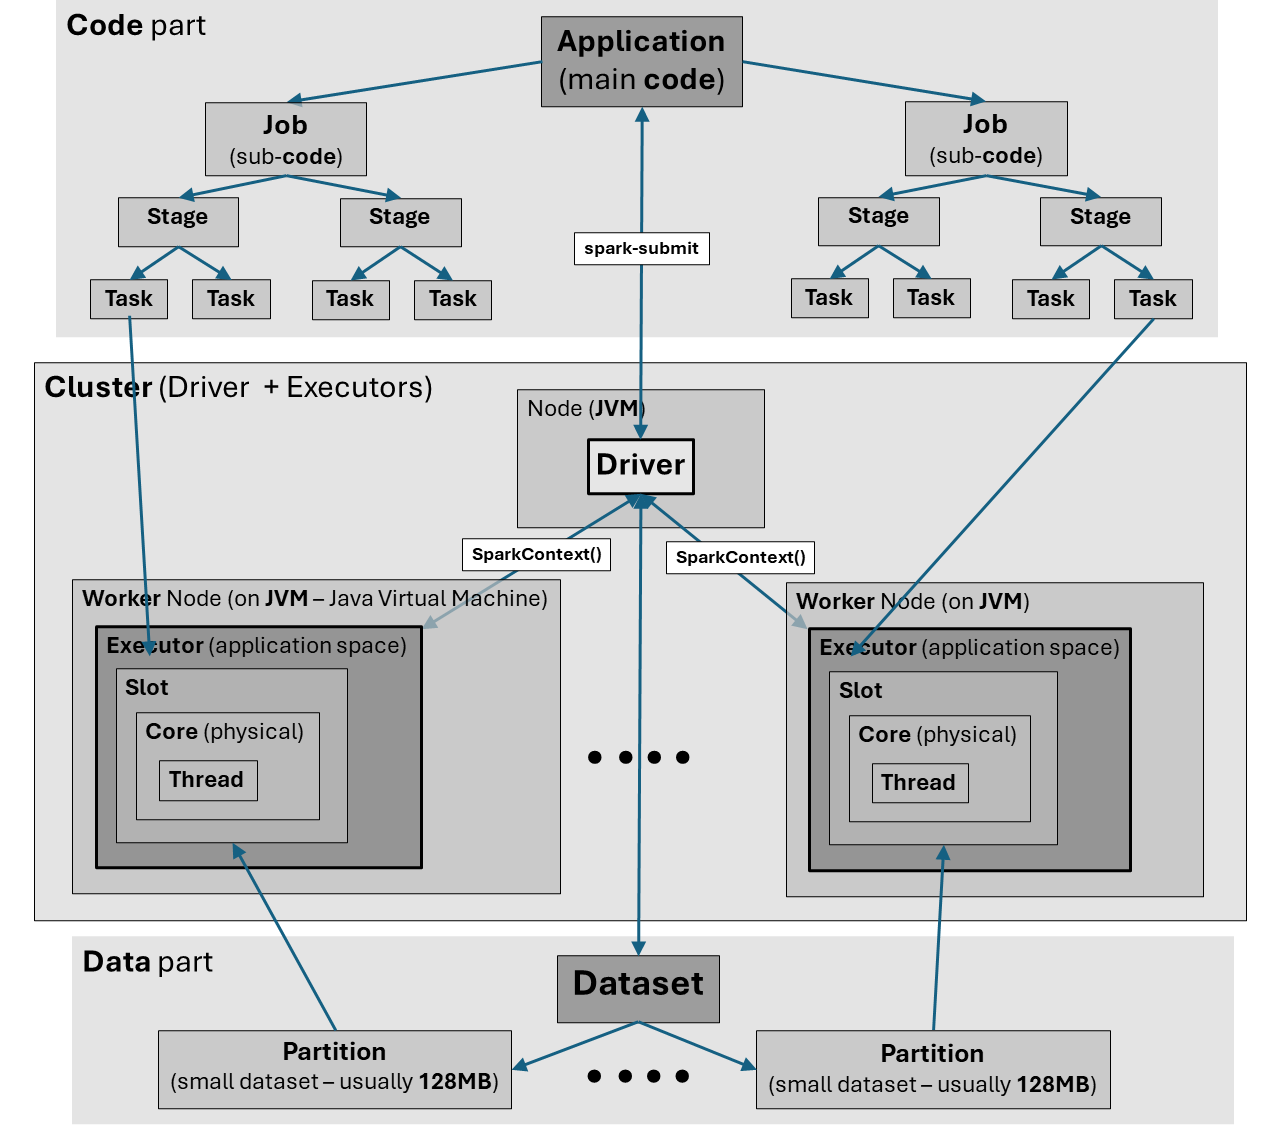 Code part
Application
(main code)
Job
(sub-code)
Job
(sub-code)
Stage
Stage
Stage
Stage
spark-submit
Task
Task
Task
Task
Task
Task
Task
Task
Cluster (Driver + Executors)
Node (JVM)
Driver
SparkContext()
SparkContext()
Worker Node (on JVM – Java Virtual Machine)
Executor (application space)
Slot
Core (physical)
Thread
Worker Node (on JVM)
Executor (application space)
Slot
Core (physical)
Thread
Data part
Dataset
Partition
(small dataset – usually 128MB)
Partition
(small dataset – usually 128MB)